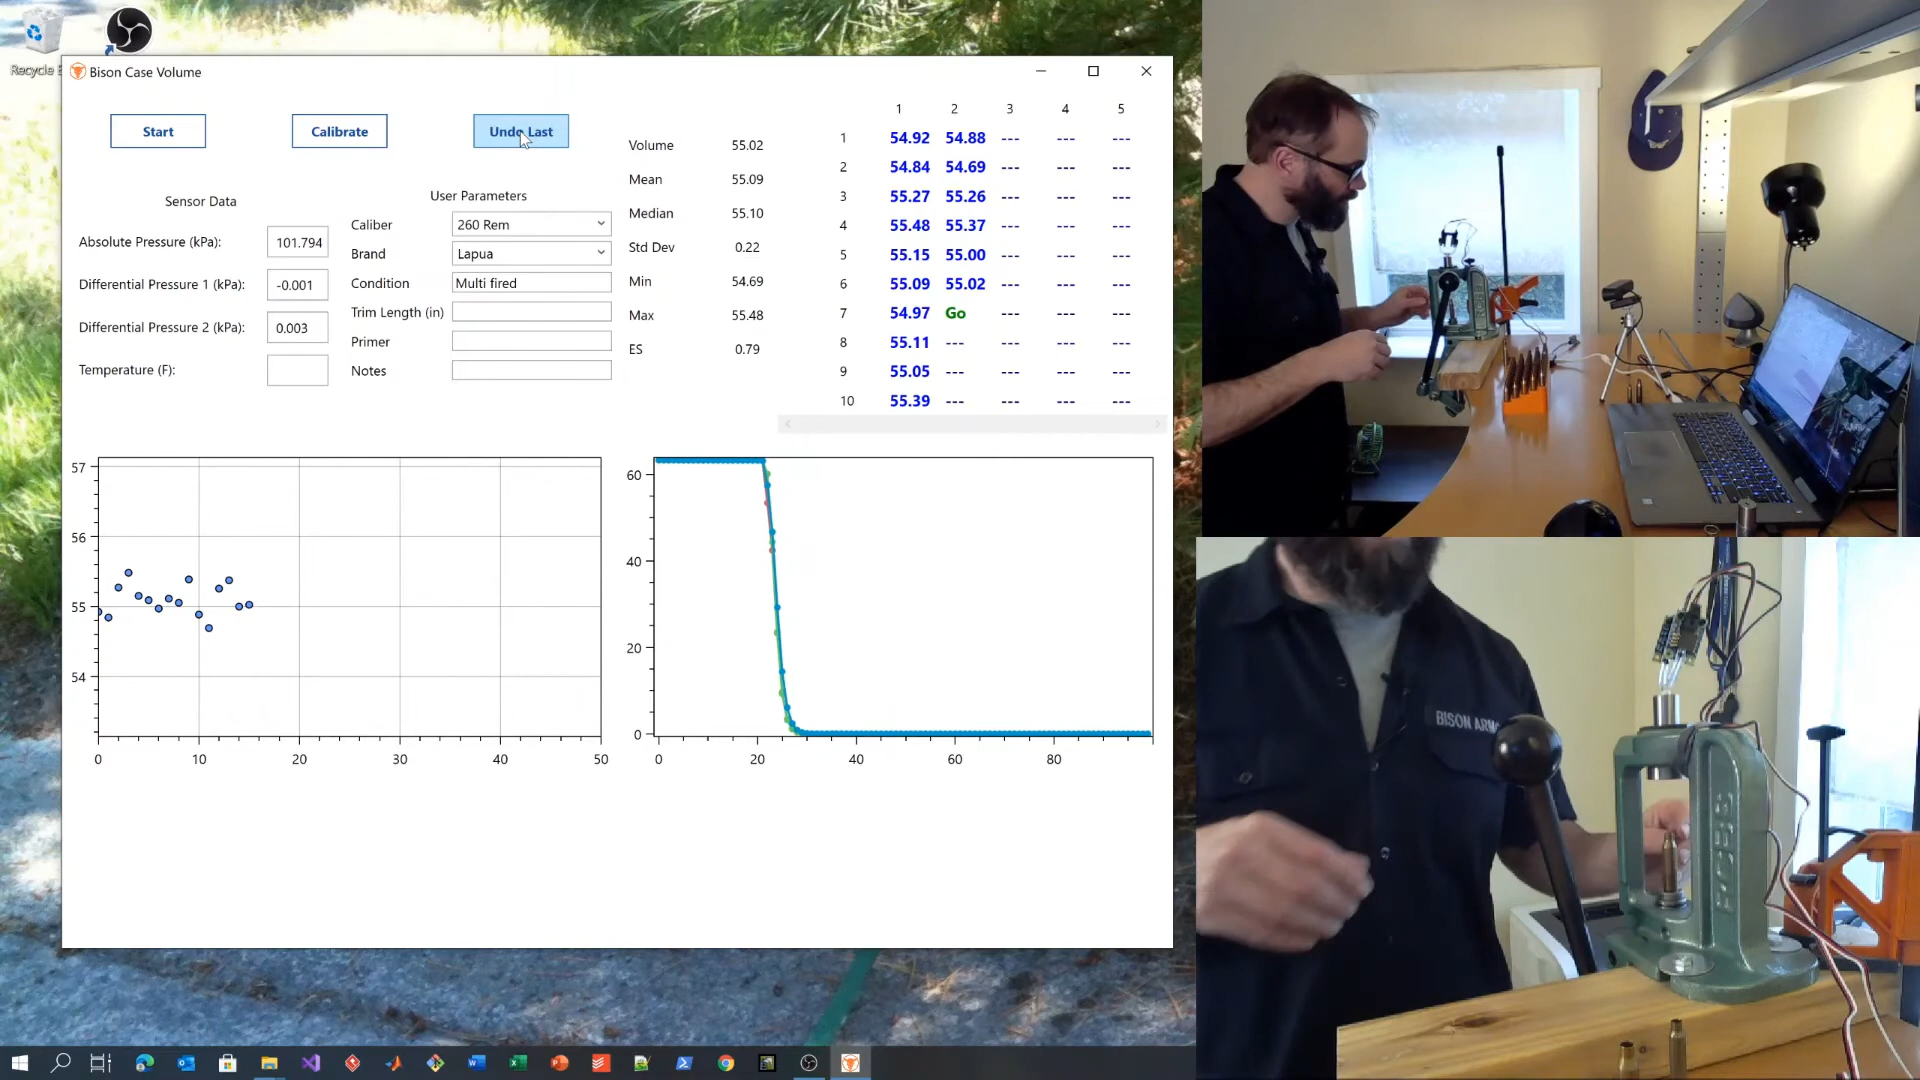 Recycle
Bison Case Volume
Start
Calibrate
Undo Last
Sensor Data
Absolute Pressure (kPa):
101.794
Differential Pressure 1 (kPa):
-0.001
Differential Pressure 2 (kPa):
0.003
Temperature (F):
User Parameters
Caliber
260 Rem
Brand
Lapua
Condition
Multi fired
Trim Length (in)
Primer
Notes
Volume 55.02
Mean 55.09
Median 55.10
Std Dev 0.22
Min 54.69
Max 55.48
ES 0.79
1 2 3 4 5
1 54.92 54.88 --- --- ---
2 54.84 54.69 --- --- ---
3 55.27 55.26 --- --- ---
4 55.48 55.37 --- --- ---
5 55.15 55.00 --- --- ---
6 55.09 55.02 --- --- ---
7 54.97 Go --- --- ---
8 55.11 --- --- --- ---
9 55.05 --- --- --- ---
10 55.39 --- --- --- ---
57
56
55
54
0 10 20 30 40 50
60
40
20
0
0 20 40 60 80
BISON
RCBS